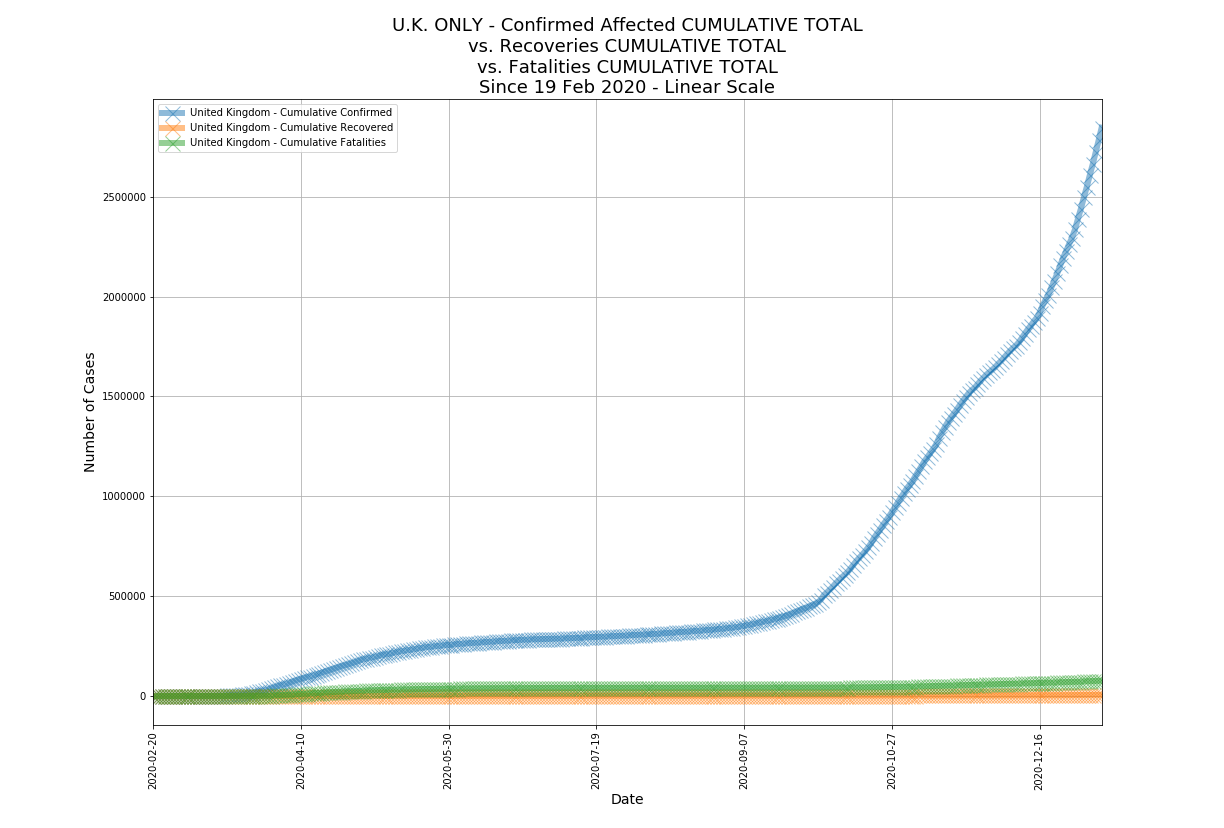 U.K. ONLY - Confirmed Affected CUMULATIVE TOTAL
vs. Recoveries CUMULATIVE TOTAL
vs. Fatalities CUMULATIVE TOTAL
Since 19 Feb 2020 - Linear Scale
United Kingdom - Cumulative Confirmed
United Kingdom - Cumulative Recovered
United Kingdom - Cumulative Fatalities
Number of Cases
2500000
2000000
1500000
1000000
500000
0
2020-02-20
2020-04-10
2020-05-30
2020-07-19
2020-09-07
2020-10-27
2020-12-16
Date